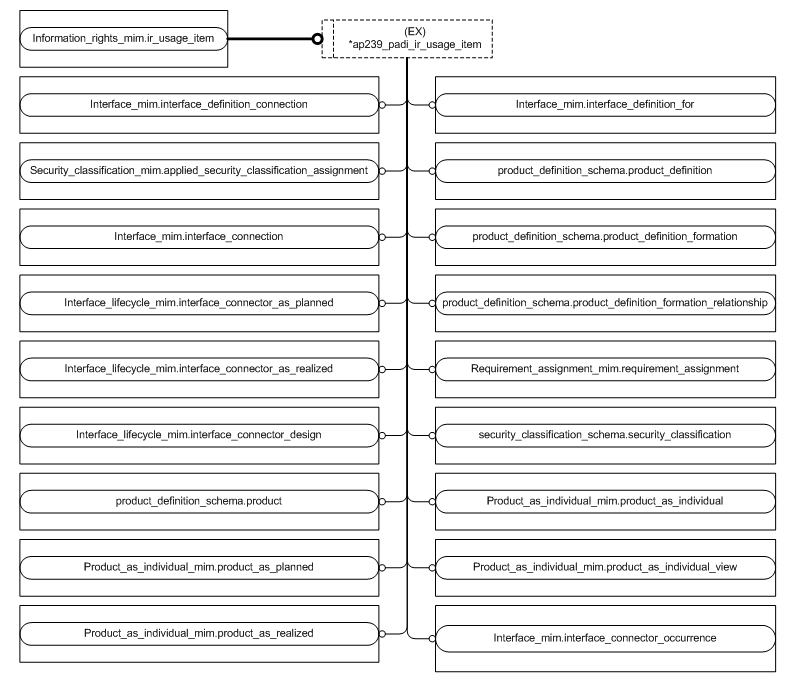 Information_rights_mim.ir_usage_item
(EX)
*ap239_padi_ir_usage_item
Interface_mim.interface_definition_connection
Interface_mim.interface_definition_for
Security_classification_mim.applied_security_classification_assignment
product_definition_schema.product_definition
Interface_mim.interface_connection
product_definition_schema.product_definition_formation
Interface_lifecycle_mim.interface_connector_as_planned
product_definition_schema.product_definition_formation_relationship
Interface_lifecycle_mim.interface_connector_as_realized
Requirement_assignment_mim.requirement_assignment
Interface_lifecycle_mim.interface_connector_design
security_classification_schema.security_classification
product_definition_schema.product
Product_as_individual_mim.product_as_individual
Product_as_individual_mim.product_as_planned
Product_as_individual_mim.product_as_individual_view
Product_as_individual_mim.product_as_realized
Interface_mim.interface_connector_occurrence